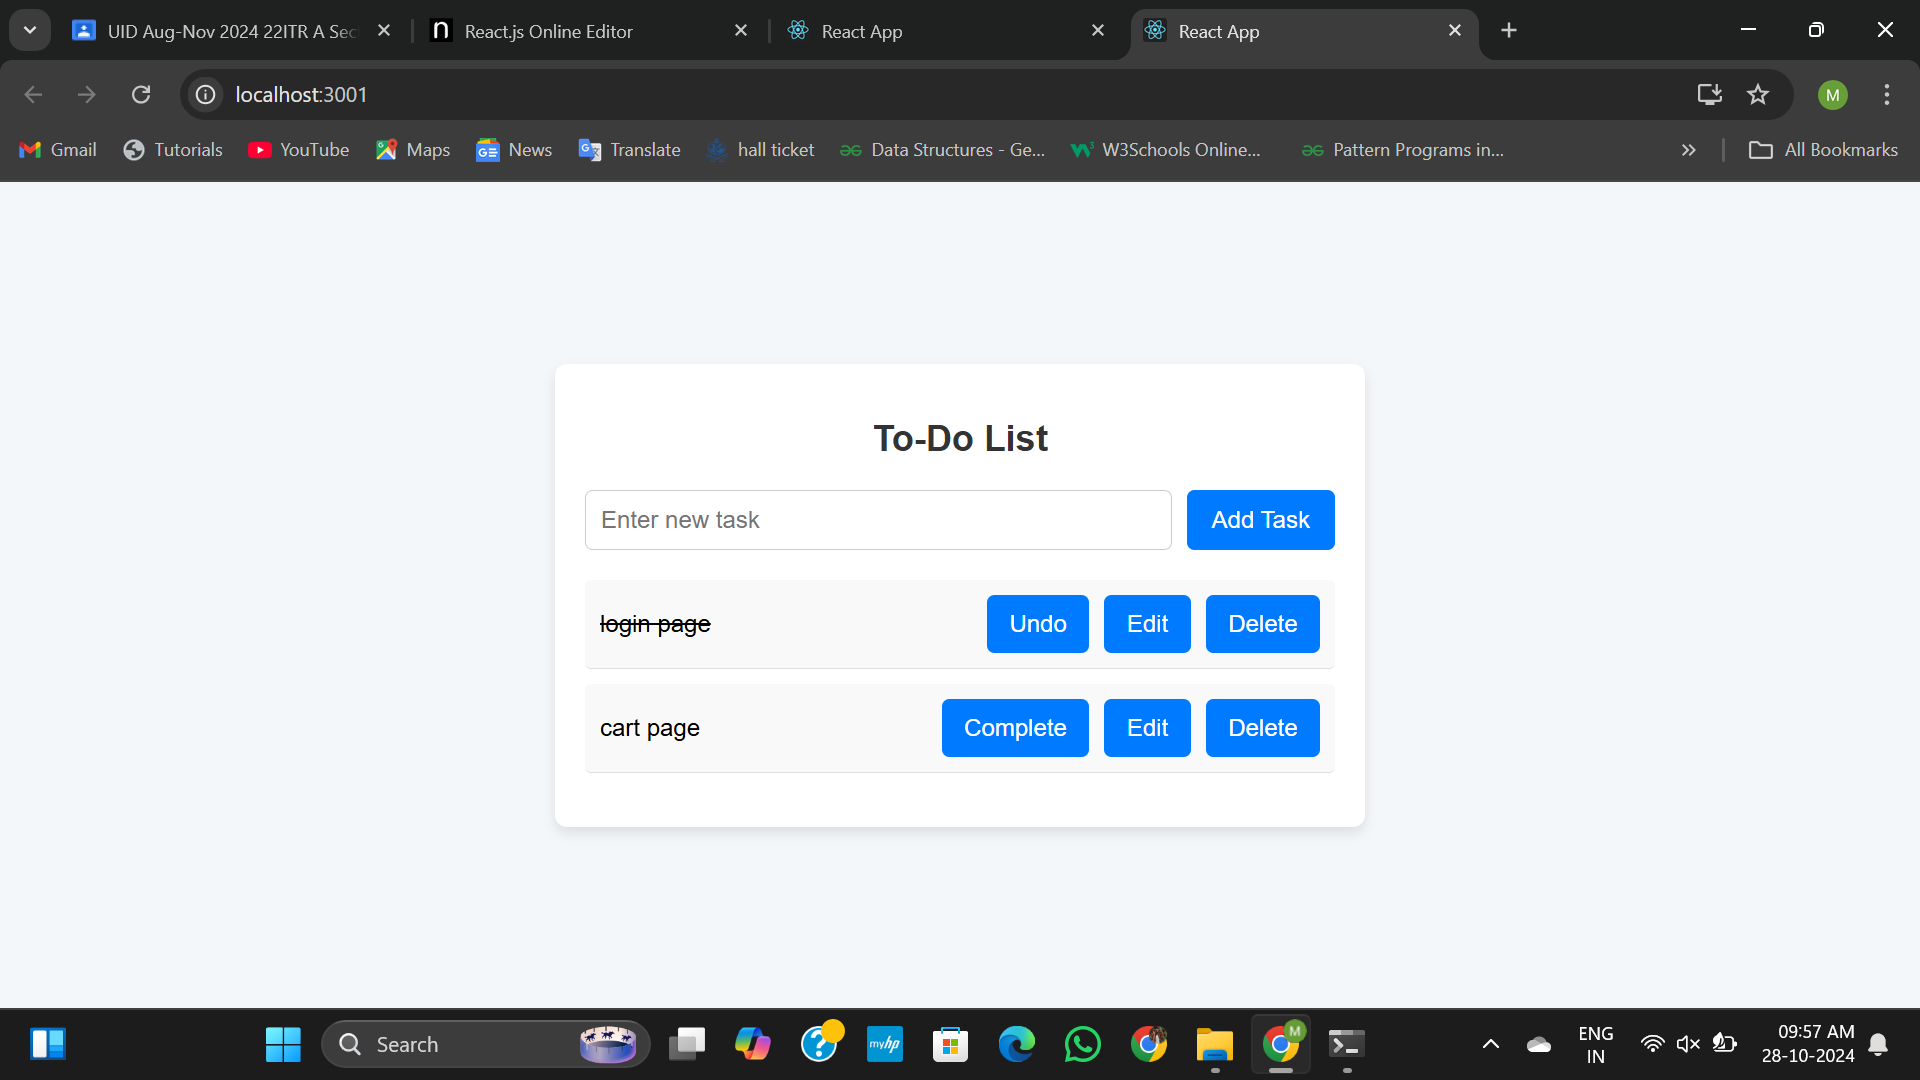 UID Aug-Nov 2024 22ITR A Sec
React.js Online Editor
React App
React App
localhost:3001
M
Gmail
Tutorials
YouTube
Maps
News
Translate
hall ticket
Data Structures - Ge...
W3Schools Online...
Pattern Programs in...
All Bookmarks
To-Do List
Enter new task
Add Task
login page
Undo
Edit
Delete
cart page
Complete
Edit
Delete
Search
myhp
M
ENG
IN
09:57 AM
28-10-2024